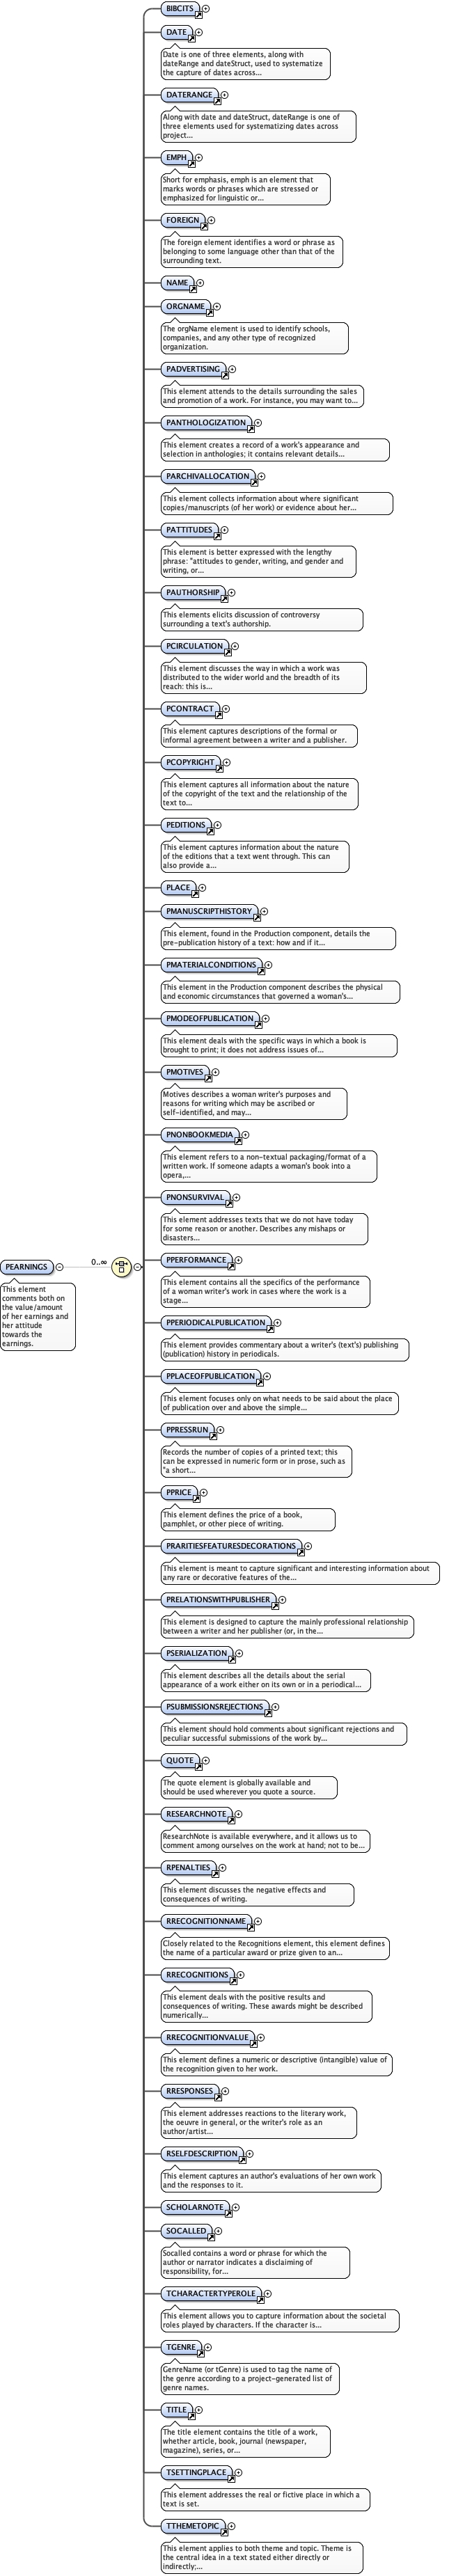 BIBCITS
DATE
Date is one of three elements, along with
dateRange and dateStruct, used to systematize
the capture of dates across...
DATERANGE
Along with date and dateStruct, dateRange is one of
three elements used for systematizing dates across
project...
EMPH
Short for emphasis, emph is an element that
marks words or phrases which are stressed or
emphasized for linguistic or...
FOREIGN
The foreign element identifies a word or phrase as
belonging to some language other than that of the
surrounding text.
NAME
ORGNAME
The orgName element is used to identify schools,
companies, and any other type of recognized
organization.
PADVERTISING
This element attends to the details surrounding the sales
and promotion of a work. For instance, you may want to...
PANTHOLOGIZATION
This element creates a record of a work's appearance and
selection in anthologies; it contains relevant details...
PARCHIVALLOCATION
This element collects information about where significant
copies/manuscripts (of her work) or evidence about her...
PATTITUDES
This element is better expressed with the lengthy
phrase: "attitudes to gender, writing, and gender and
writing, or...
PAUTHORSHIP
This elements elicits discussion of controversy
surrounding a text's authorship.
PCIRCULATION
This element discusses the way in which a work was
distributed to the wider world and the breadth of its
reach: this is...
PCONTRACT
This element captures descriptions of the formal or
informal agreement between a writer and a publisher.
PCOPYRIGHT
This element captures all information about the nature
of the copyright of the text and the relationship of the
text to...
PEDITIONS
This element captures information about the nature
of the editions that a text went through. This can
also provide a...
PLACE
PMANUSCRIPTHISTORY
This element, found in the Production component, details the
pre-publication history of a text: how and if it...
PMATERIALCONDITIONS
This element in the Production component describes the physical
and economic circumstances that governed a woman's...
PMODEOFPUBLICATION
This element deals with the specific ways in which a book is
brought to print; it does not address issues of...
PMOTIVES
Motives describes a woman writer's purposes and
reasons for writing which may be ascribed or
self-identified, and may...
PNONBOOKMEDIA
This element refers to a non-textual packaging/format of a
written work. If someone adapts a woman's book into a
opera,...
PNONSURVIVAL
This element addresses texts that we do not have today
for some reason or another. Describes any mishaps or
disasters...
PEARNINGS
0..∞
This element
comments both on
the value/amount
of her earnings and
her attitude
towards the
earnings.
PPERFORMANCE
This element contains all the specifics of the performance
of a woman writer's work in cases where the work is a
stage...
PPERIODICALPUBLICATION
This element provides commentary about a writer's (text's) publishing
(publication) history in periodicals.
PPLACEOFPUBLICATION
This element focuses only on what needs to be said about the place
of publication over and above the simple...
PPRESSRUN
Records the number of copies of a printed text; this
can be expressed in numeric form or in prose, such as
"a short...
PPRICE
This element defines the price of a book,
pamphlet, or other piece of writing.
PRARITIESFEATURESDECORATIONS
This element is meant to capture significant and interesting information about
any rare or decorative features of the...
PRELATIONSWITHPUBLISHER
This element is designed to capture the mainly professional relationship
between a writer and her publisher (or, in the...
PSERIALIZATION
This element describes all the details about the serial
appearance of a work either on its own or in a periodical...
PSUBMISSIONSREJECTIONS
This element should hold comments about significant rejections and
peculiar successful submissions of the work by...
QUOTE
The quote element is globally available and
should be used wherever you quote a source.
RESEARCHNOTE
ResearchNote is available everywhere, and it allows us to
comment among ourselves on the work at hand; not to be...
RPENALTIES
This element discusses the negative effects and
consequences of writing.
RRECOGNITIONNAME
Closely related to the Recognitions element, this element defines
the name of a particular award or prize given to an...
RRECOGNITIONS
This element deals with the positive results and
consequences of writing. These awards might be described
numerically...
RRECOGNITIONVALUE
This element defines a numeric or descriptive (intangible) value of
the recognition given to her work.
RRESPONSES
This element addresses reactions to the literary work,
the oeuvre in general, or the writer's role as an
author/artist...
RSELFDESCRIPTION
This element captures an author's evaluations of her own work
and the responses to it.
SCHOLARNOTE
SOCALLED
Socalled contains a word or phrase for which the
author or narrator indicates a disclaiming of
responsibility, for...
TCHARACTERTYPEROLE
This element allows you to capture information about the societal
roles played by characters. If the character is...
TGENRE
GenreName (or tGenre) is used to tag the name of
the genre according to a project-generated list of
genre names.
TITLE
The title element contains the title of a work,
whether article, book, journal (newspaper,
magazine), series, or...
TSETTINGPLACE
This element addresses the real or fictive place in which a
text is set.
TTHEMETOPIC
This element applies to both theme and topic. Theme is
the central idea in a text stated either directly or
indirectly;...